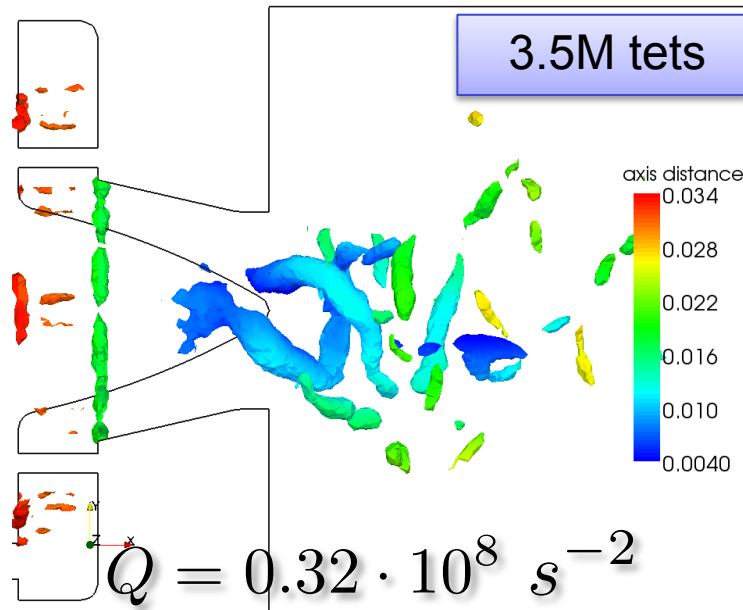 3.5M tets
axis distance
0.034
0.028
0.022
0.016
0.010
0.0040
Y
Z
X
Q = 0.32 · 10^8 s^{-2}